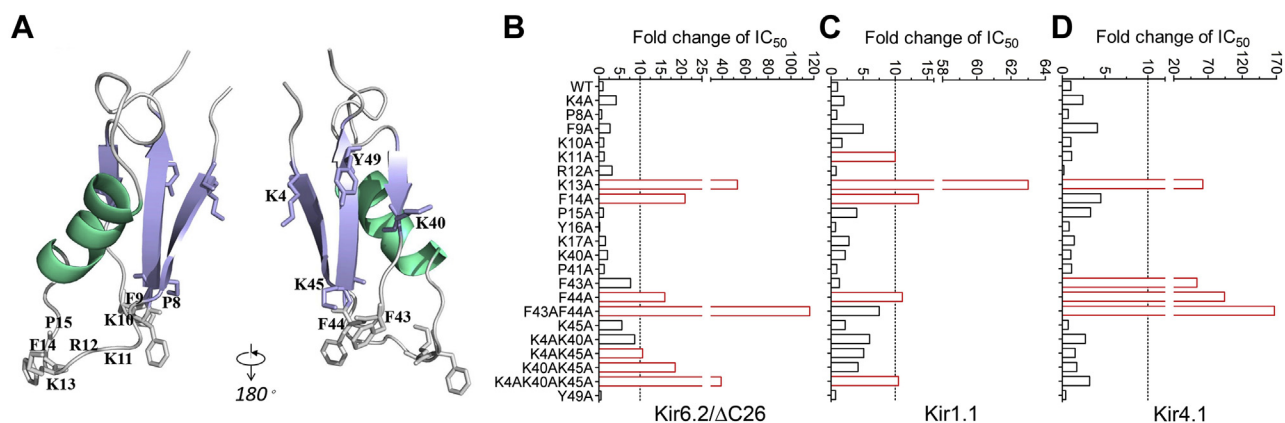 A
K4
Y49
K40
K45
F9
P8
K10
P15
F14
R12
K11
K13
F44
F43
180°
B
Fold change of IC50
0 5 10 15 20 25 40 60 80 100 120
WT
K4A
P8A
F9A
K10A
K11A
R12A
K13A
F14A
P15A
Y16A
K17A
K40A
P41A
F43A
F44A
F43AF44A
K45A
K4AK40A
K4AK45A
K40AK45A
K4AK40AK45A
Y49A
Kir6.2/ΔC26
C
Fold change of IC50
0 5 10 15 58 60 62 64
Kir1.1
D
Fold change of IC50
0 5 10 20 70 120 170
Kir4.1